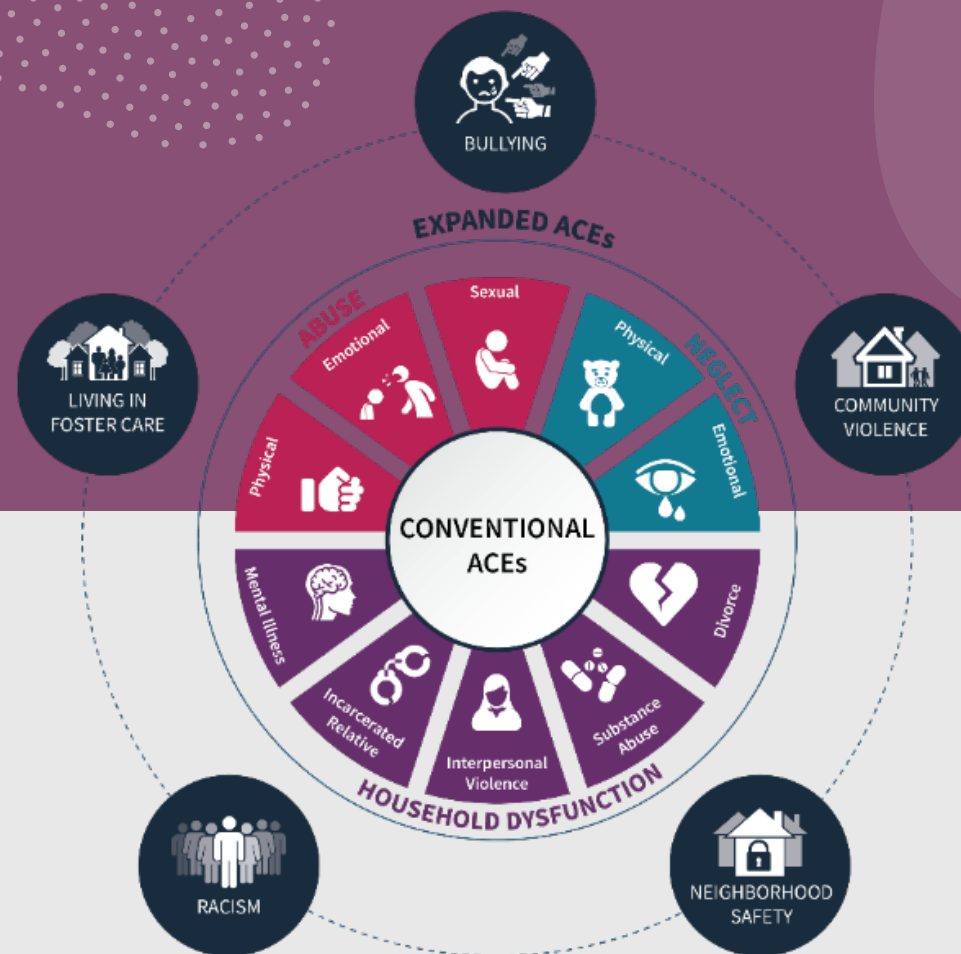 BULLYING
EXPANDED ACEs
LIVING IN
FOSTER CARE
COMMUNITY
VIOLENCE
ABUSE
Physical
Emotional
Sexual
NEGLECT
Physical
Emotional
CONVENTIONAL
ACEs
Mental Illness
Incarcerated
Relative
Interpersonal
Violence
Substance
Abuse
Divorce
HOUSEHOLD DYSFUNCTION
RACISM
NEIGHBORHOOD
SAFETY